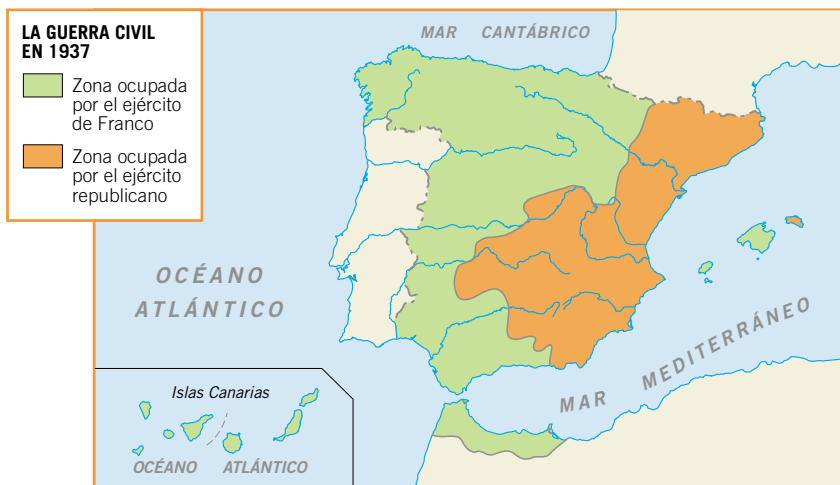 LA GUERRA CIVIL
EN 1937
Zona ocupada
por el ejército
de Franco
Zona ocupada
por el ejército
republicano
MAR CANTÁBRICO
OCÉANO
ATLÁNTICO
MAR MEDITERRÁNEO
Islas Canarias
OCÉANO ATLÁNTICO